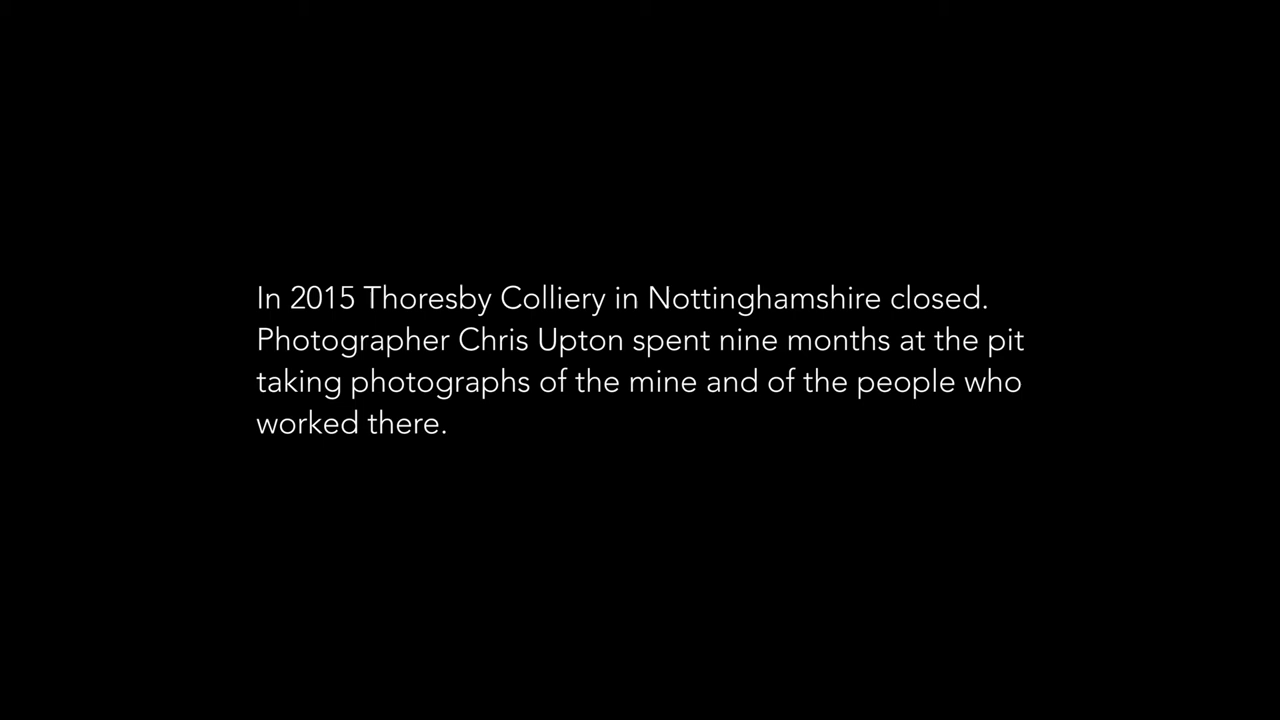 In 2015 Thoresby Colliery in Nottinghamshire closed.
Photographer Chris Upton spent nine months at the pit
taking photographs of the mine and of the people who
worked there.